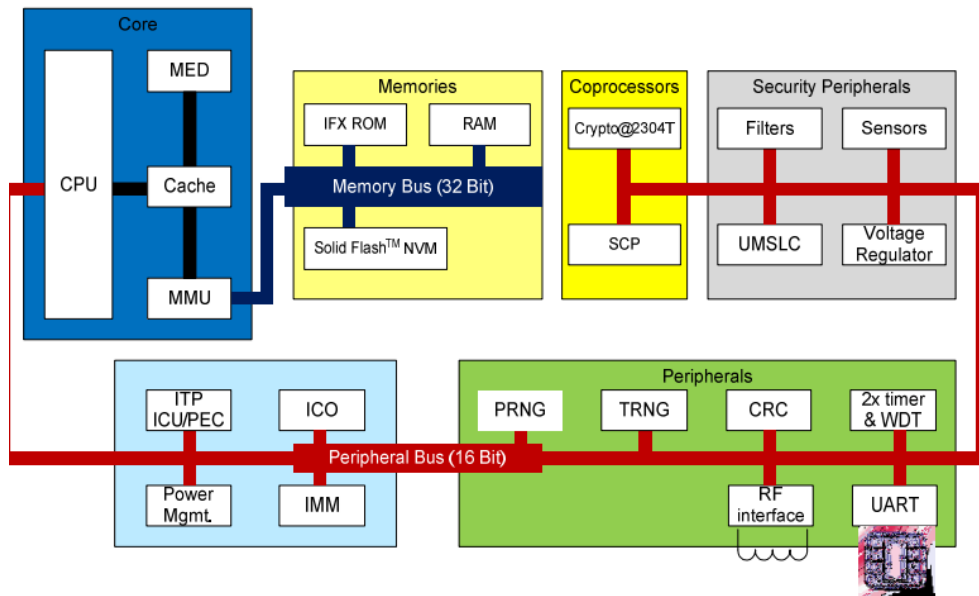 Core
MED
CPU
Cache
MMU
Memories
IFX ROM
RAM
Memory Bus (32 Bit)
Solid Flash™ NVM
Coprocessors
Crypto@2304T
SCP
Security Peripherals
Filters
Sensors
UMSLC
Voltage
Regulator
ITP
ICU/PEC
ICO
Peripheral Bus (16 Bit)
Power
Mgmt.
IMM
Peripherals
PRNG
TRNG
CRC
2x timer
& WDT
RF
interface
UART